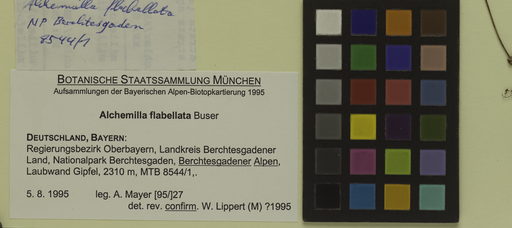 Alchemilla flabellata
NP Berchtesgaden
8544/1
BOTANISCHE STAATSSAMMLUNG MÜNCHEN
Aufsammlungen der Bayerischen Alpen-Biotopkartierung 1995
Alchemilla flabellata Buser
DEUTSCHLAND, BAYERN:
Regierungsbezirk Oberbayern, Landkreis Berchtesgadener
Land, Nationalpark Berchtesgaden, Berchtesgadener Alpen,
Laubwand Gipfel, 2310 m, MTB 8544/1,.
5. 8. 1995 leg. A. Mayer [95/]27
det. rev. confirm. W. Lippert (M) ?1995